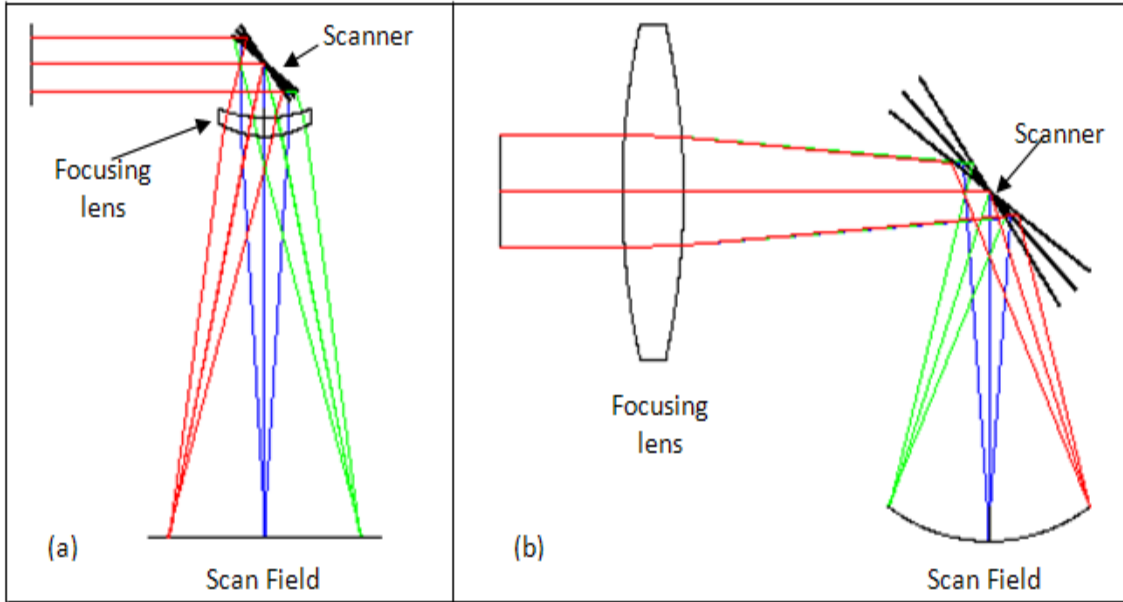 Scanner
Focusing
lens
(a)
Scan Field
Scanner
Focusing
lens
(b)
Scan Field